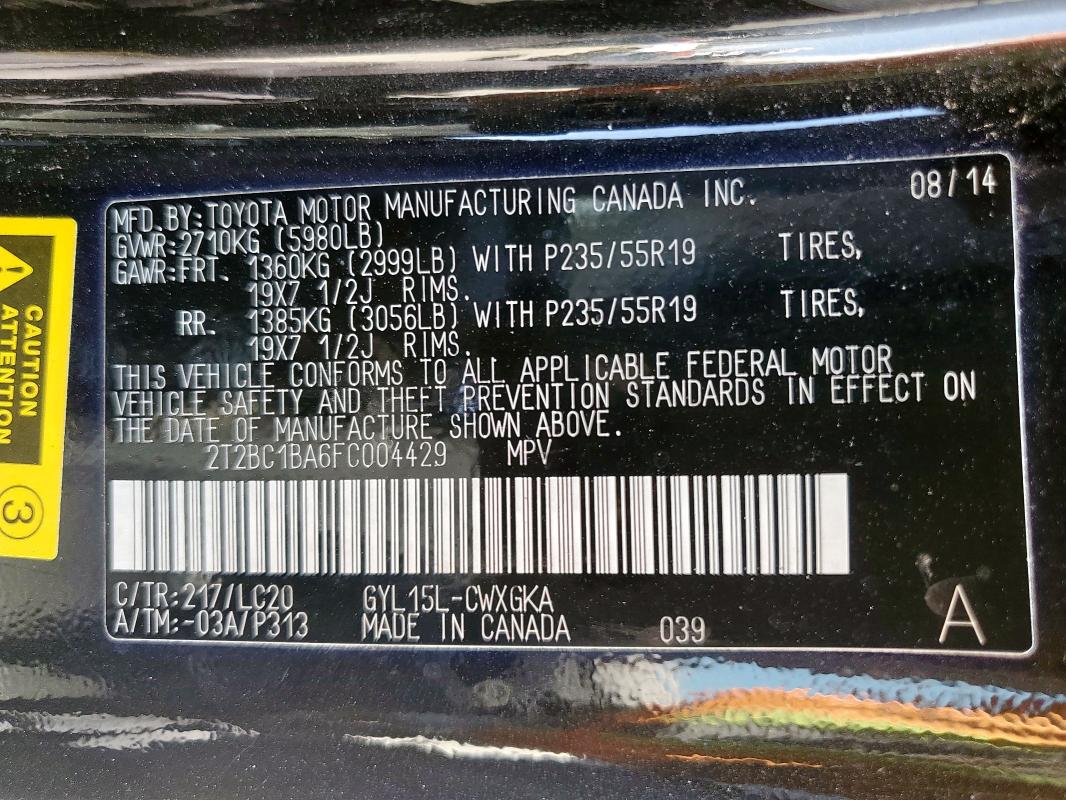 08/14
MFD.BY:TOYOTA MOTOR MANUFACTURING CANADA INC.
GVWR:2710KG (5980LB)
GAWR:FRT. 1360KG (2999LB) WITH P235/55R19 TIRES,
19X7 1/2J RIMS.
RR. 1385KG (3056LB) WITH P235/55R19 TIRES,
19X7 1/2J RIMS.
THIS VEHICLE CONFORMS TO ALL APPLICABLE FEDERAL MOTOR
VEHICLE SAFETY AND THEFT PREVENTION STANDARDS IN EFFECT ON
THE DATE OF MANUFACTURE SHOWN ABOVE.
2T2BC1BA6FC004429 MPV
C/TR:217/LC20 GYL15L-CWXGKA
A/TM:-03A/P313 MADE IN CANADA 039 A
CAUTION
ATTENTION
3